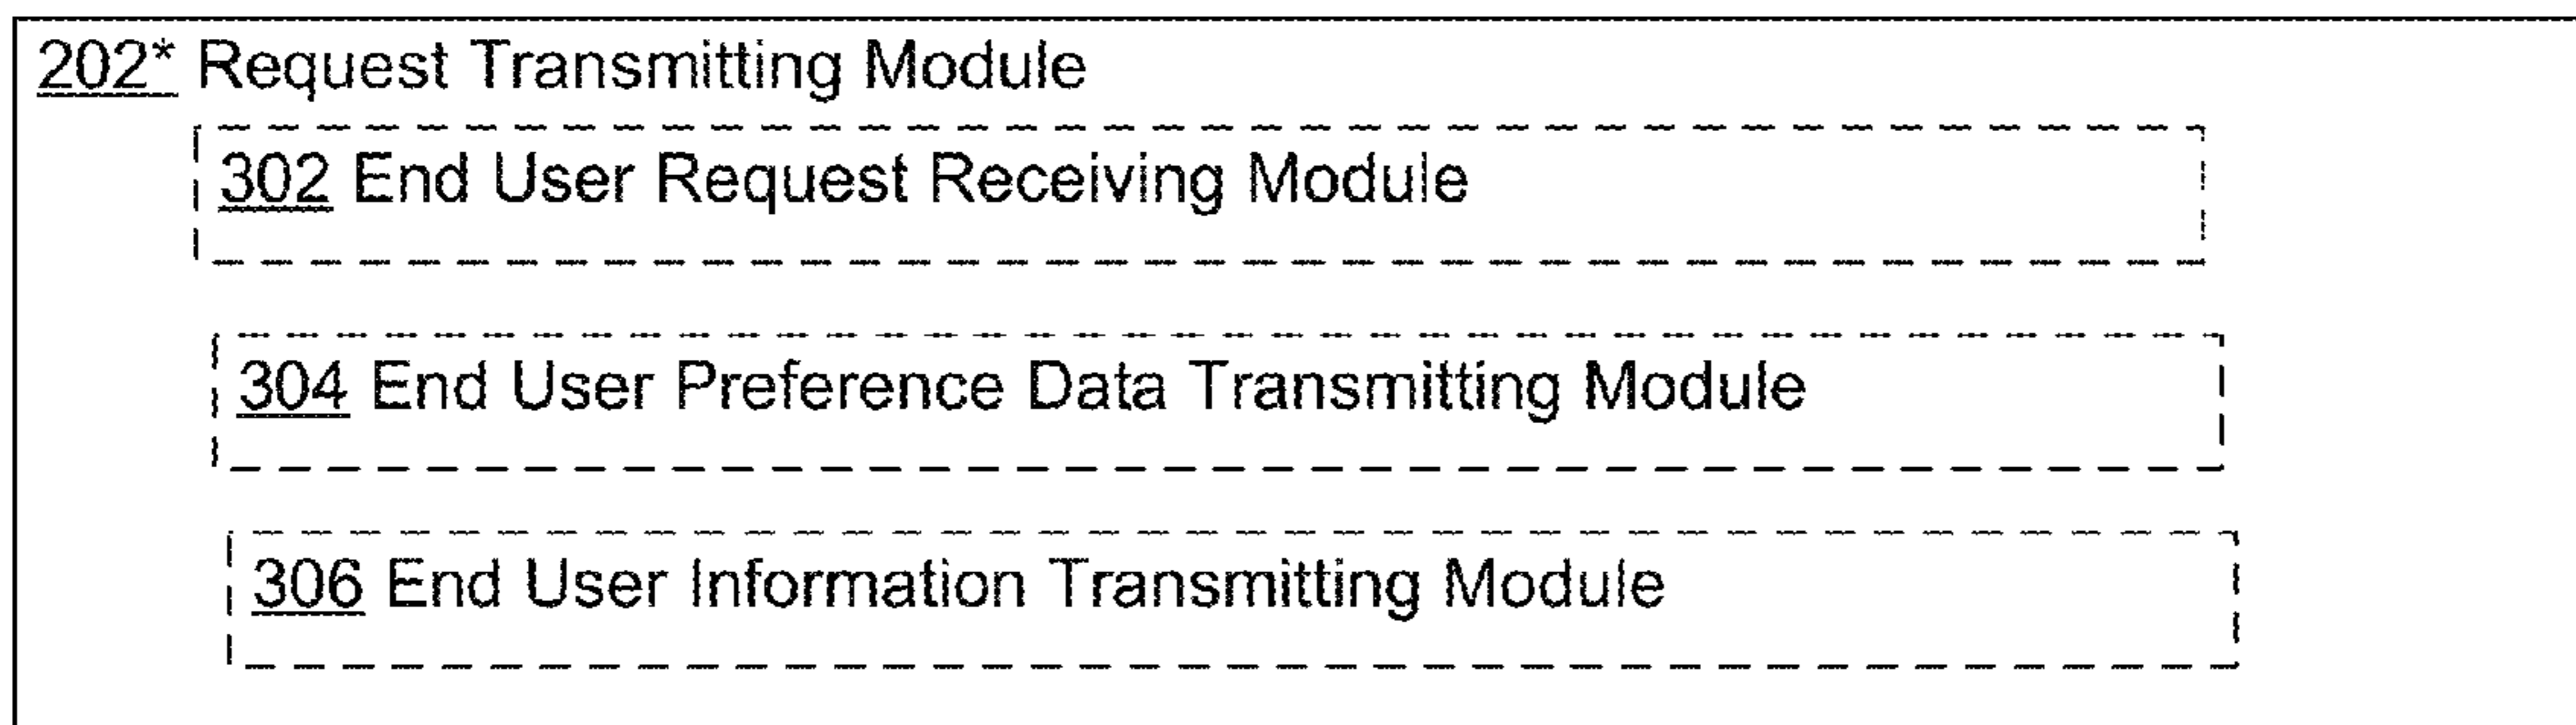 202* Request Transmitting Module
302 End User Request Receiving Module
304 End User Preference Data Transmitting Module
306 End User Information Transmitting Module